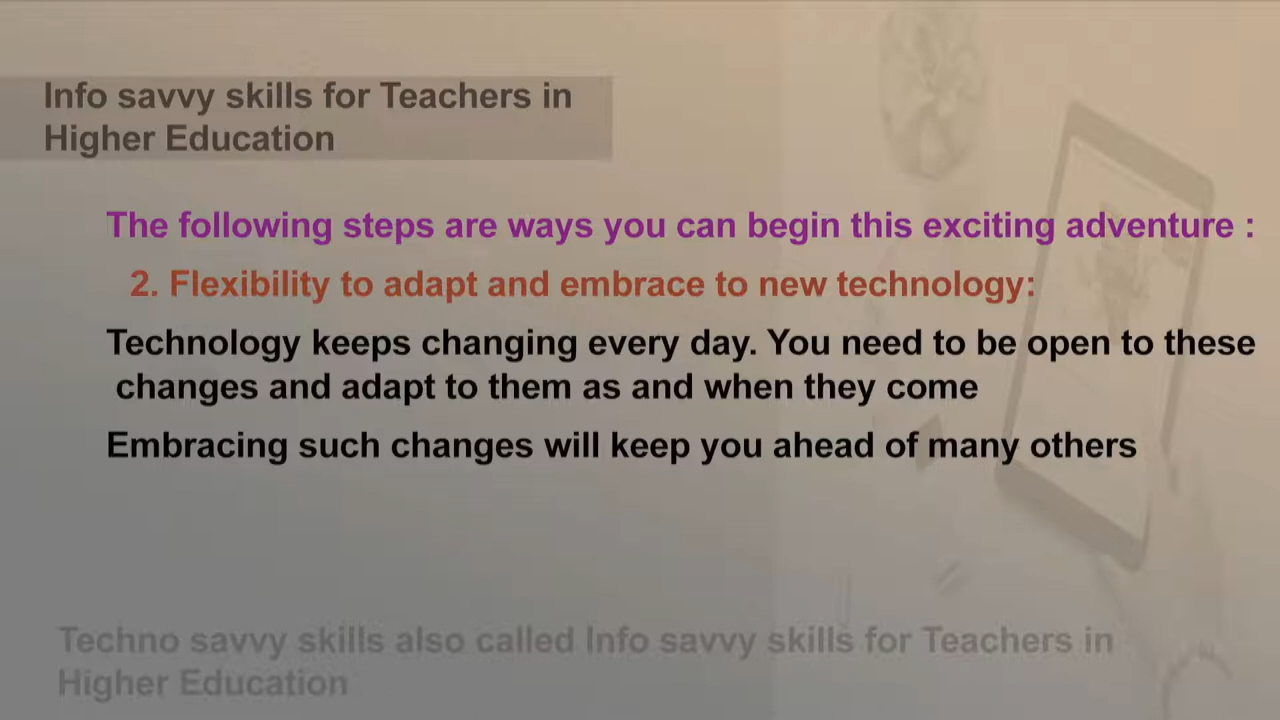 Info savvy skills for Teachers in
Higher Education
The following steps are ways you can begin this exciting adventure :
2. Flexibility to adapt and embrace to new technology:
Technology keeps changing every day. You need to be open to these
changes and adapt to them as and when they come
Embracing such changes will keep you ahead of many others
Techno savvy skills also called Info savvy skills for Teachers in
Higher Education